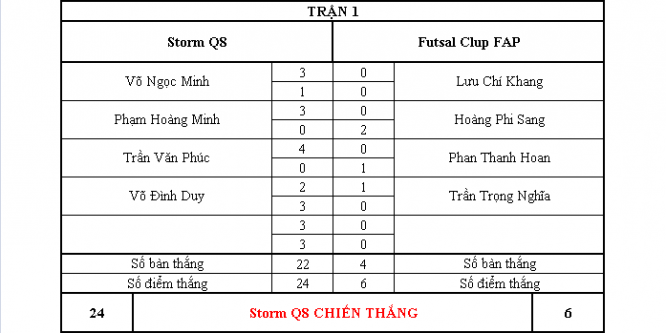 TRẬN 1
Storm Q8 Futsal Clup FAP
Võ Ngọc Minh 3 0 Lưu Chí Khang
1 0
Phạm Hoàng Minh 3 0 Hoàng Phi Sang
0 2
Trần Văn Phúc 4 0 Phan Thanh Hoan
0 1
Võ Đình Duy 2 1 Trần Trọng Nghĩa
3 0
3 0
3 0
Số bàn thắng 22 4 Số bàn thắng
Số điểm thắng 24 6 Số điểm thắng
24 Storm Q8 CHIẾN THẮNG 6